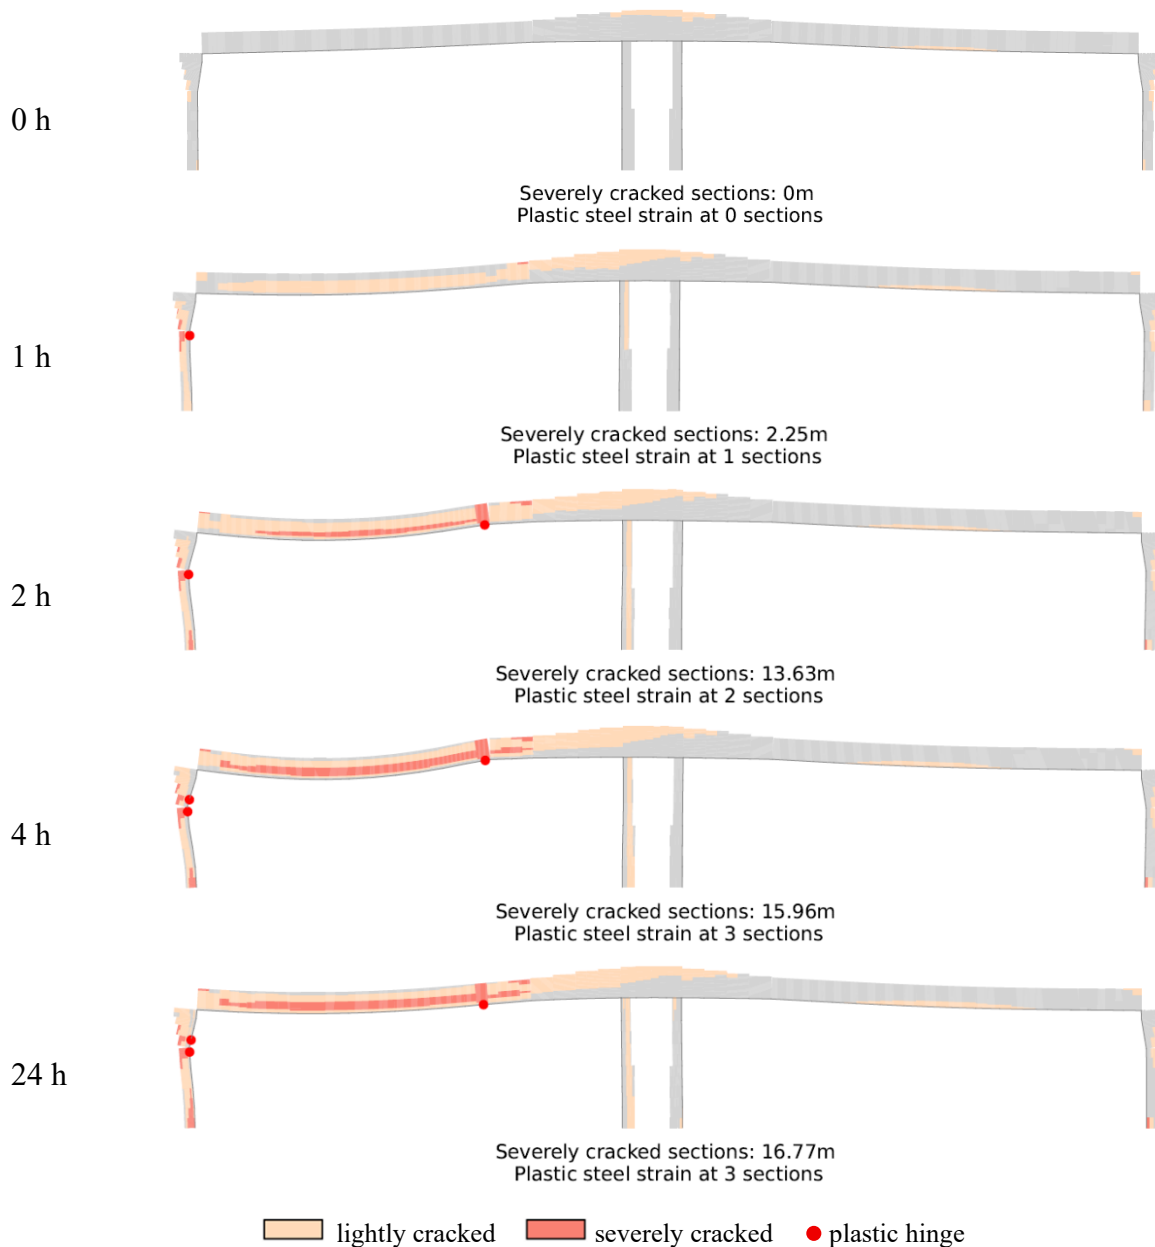 0 h
Severely cracked sections: 0m
Plastic steel strain at 0 sections
1 h
Severely cracked sections: 2.25m
Plastic steel strain at 1 sections
2 h
Severely cracked sections: 13.63m
Plastic steel strain at 2 sections
4 h
Severely cracked sections: 15.96m
Plastic steel strain at 3 sections
24 h
Severely cracked sections: 16.77m
Plastic steel strain at 3 sections
lightly cracked severely cracked plastic hinge